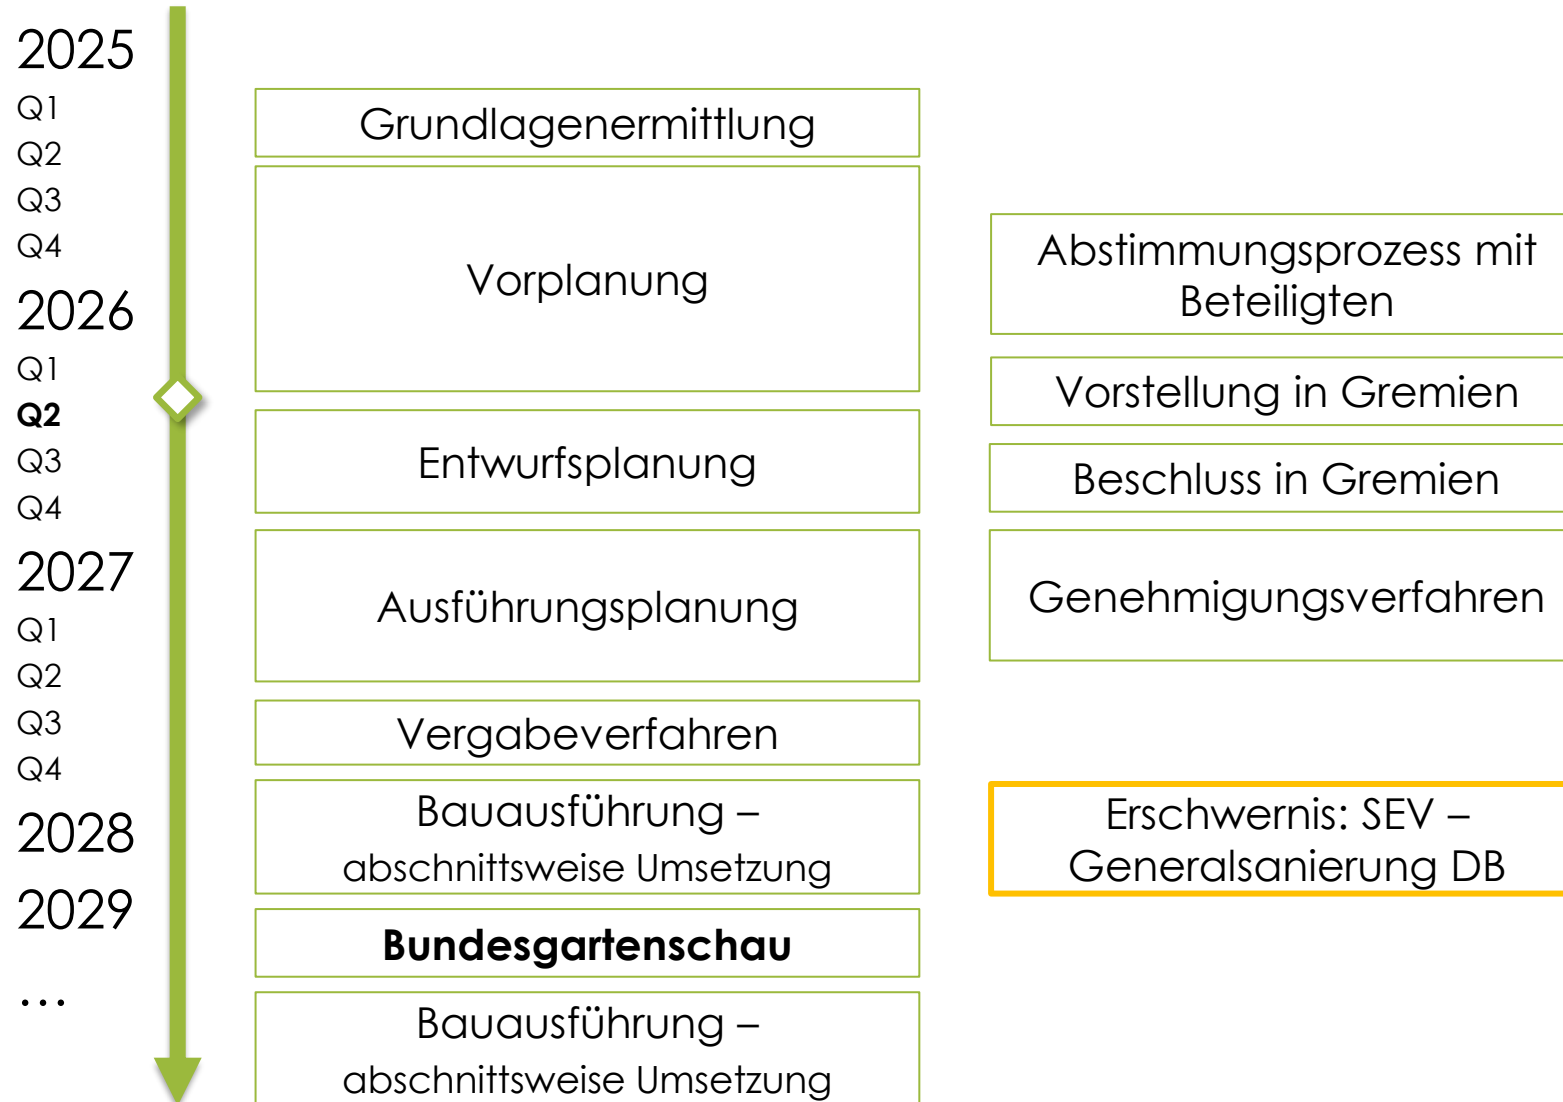 2025
Q1
Q2
Q3
Q4
2026
Q1
Q2
Q3
Q4
2027
Q1
Q2
Q3
Q4
2028
2029
...
Grundlagenermittlung
Vorplanung
Entwurfsplanung
Ausführungsplanung
Vergabeverfahren
Bauausführung –
abschnittsweise Umsetzung
Bundesgartenschau
Bauausführung –
abschnittsweise Umsetzung
Abstimmungsprozess mit
Beteiligten
Vorstellung in Gremien
Beschluss in Gremien
Genehmigungsverfahren
Erschwernis: SEV –
Generalsanierung DB